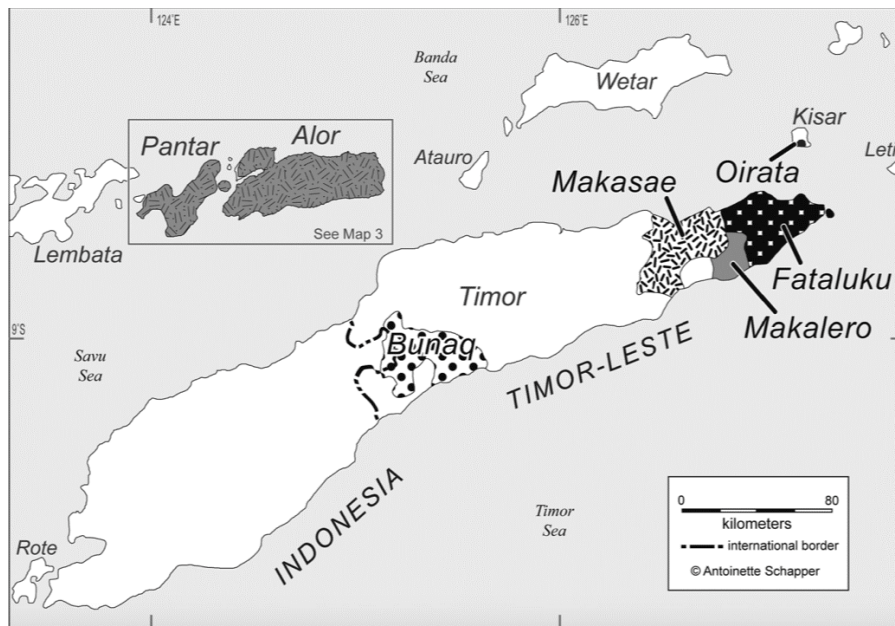 124°E
126°E
Banda
Sea
Wetar
Kisar
Pantar
Alor
Atauro
Oirata
Leti
Makasae
See Map 3
Lembata
Fataluku
Timor
Makalero
9°S
Bunaq
Savu
Sea
TIMOR-LESTE
INDONESIA
Timor
Sea
0 80
kilometers
international border
© Antoinette Schapper
Rote